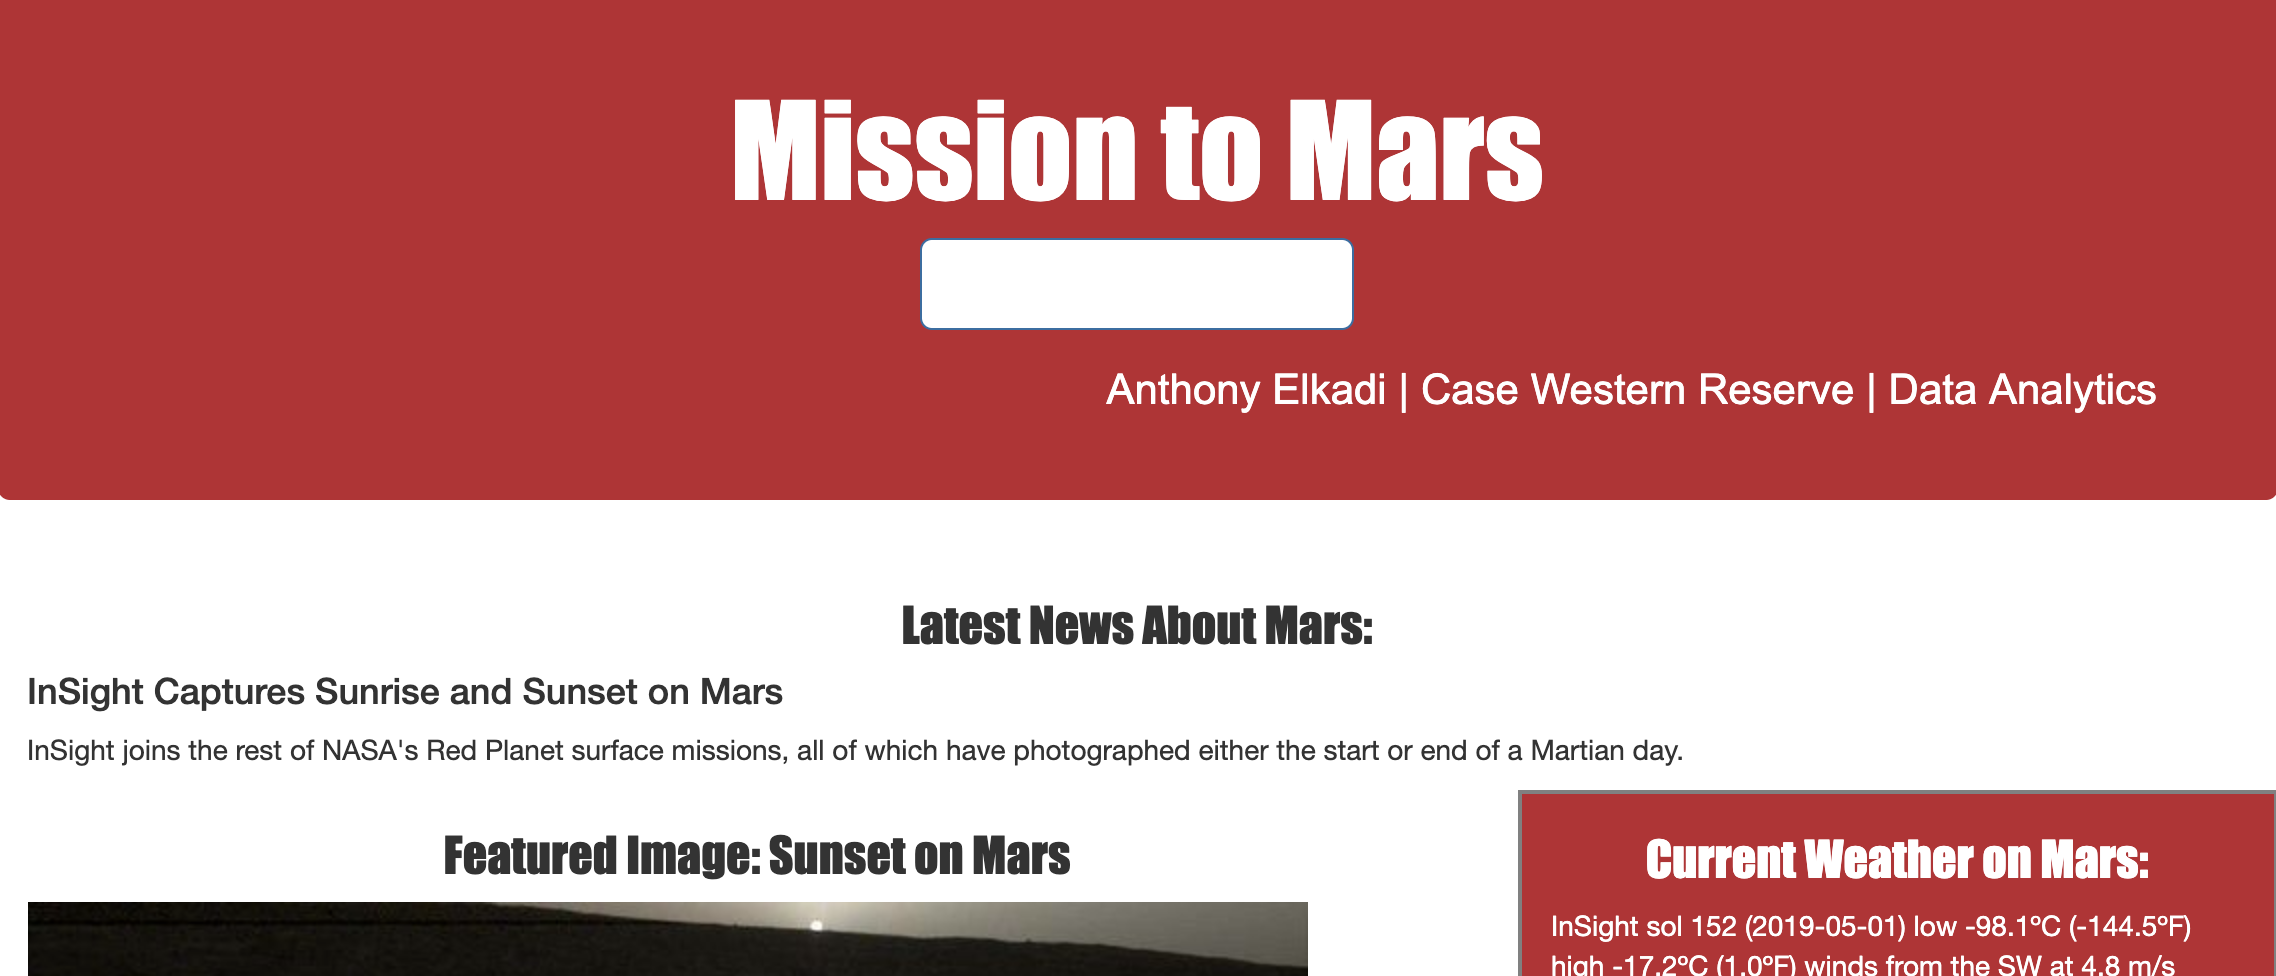 Mission to Mars
Anthony Elkadi | Case Western Reserve | Data Analytics
Latest News About Mars:
InSight Captures Sunrise and Sunset on Mars
InSight joins the rest of NASA's Red Planet surface missions, all of which have photographed either the start or end of a Martian day.
Featured Image: Sunset on Mars
Current Weather on Mars:
InSight sol 152 (2019-05-01) low -98.1ºC (-144.5ºF)
high -17.2ºC (1.0ºF) winds from the SW at 4.8 m/s